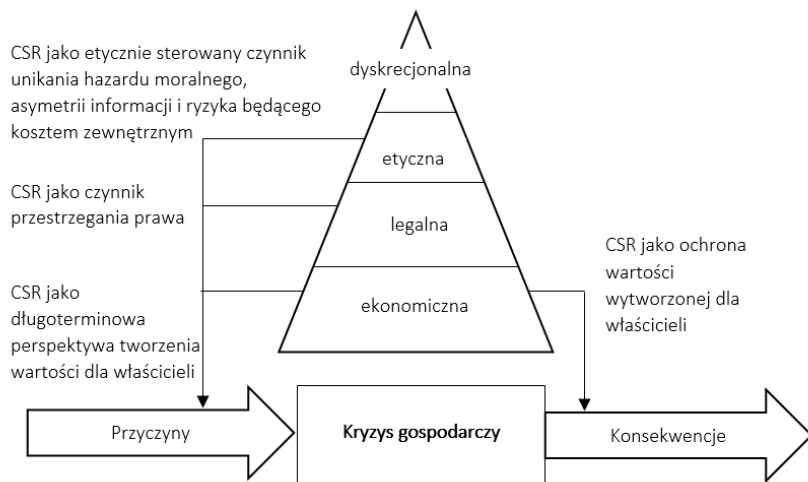 CSR jako etycznie sterowany czynnik
unikania hazardu moralnego,
asymetrii informacji i ryzyka będącego
kosztem zewnętrznym
CSR jako czynnik
przestrzegania prawa
CSR jako
długoterminowa
perspektywa tworzenia
wartości dla właścicieli
dyskrecjonalna
etyczna
legalna
ekonomiczna
CSR jako ochrona
wartości
wytworzonej dla
właścicieli
Przyczyny
Kryzys gospodarczy
Konsekwencje